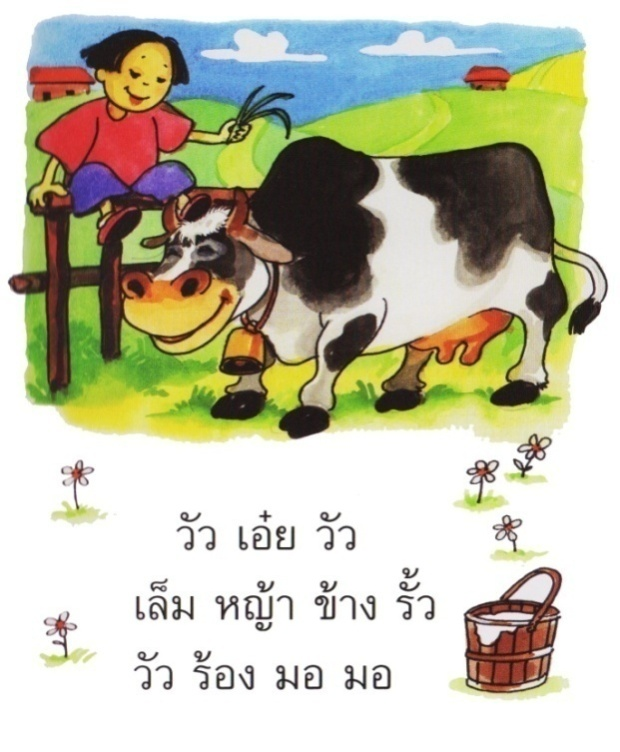 วัว เอ๋ย วัว
เล็ม หญ้า ข้าง รั้ว
วัว ร้อง มอ มอ